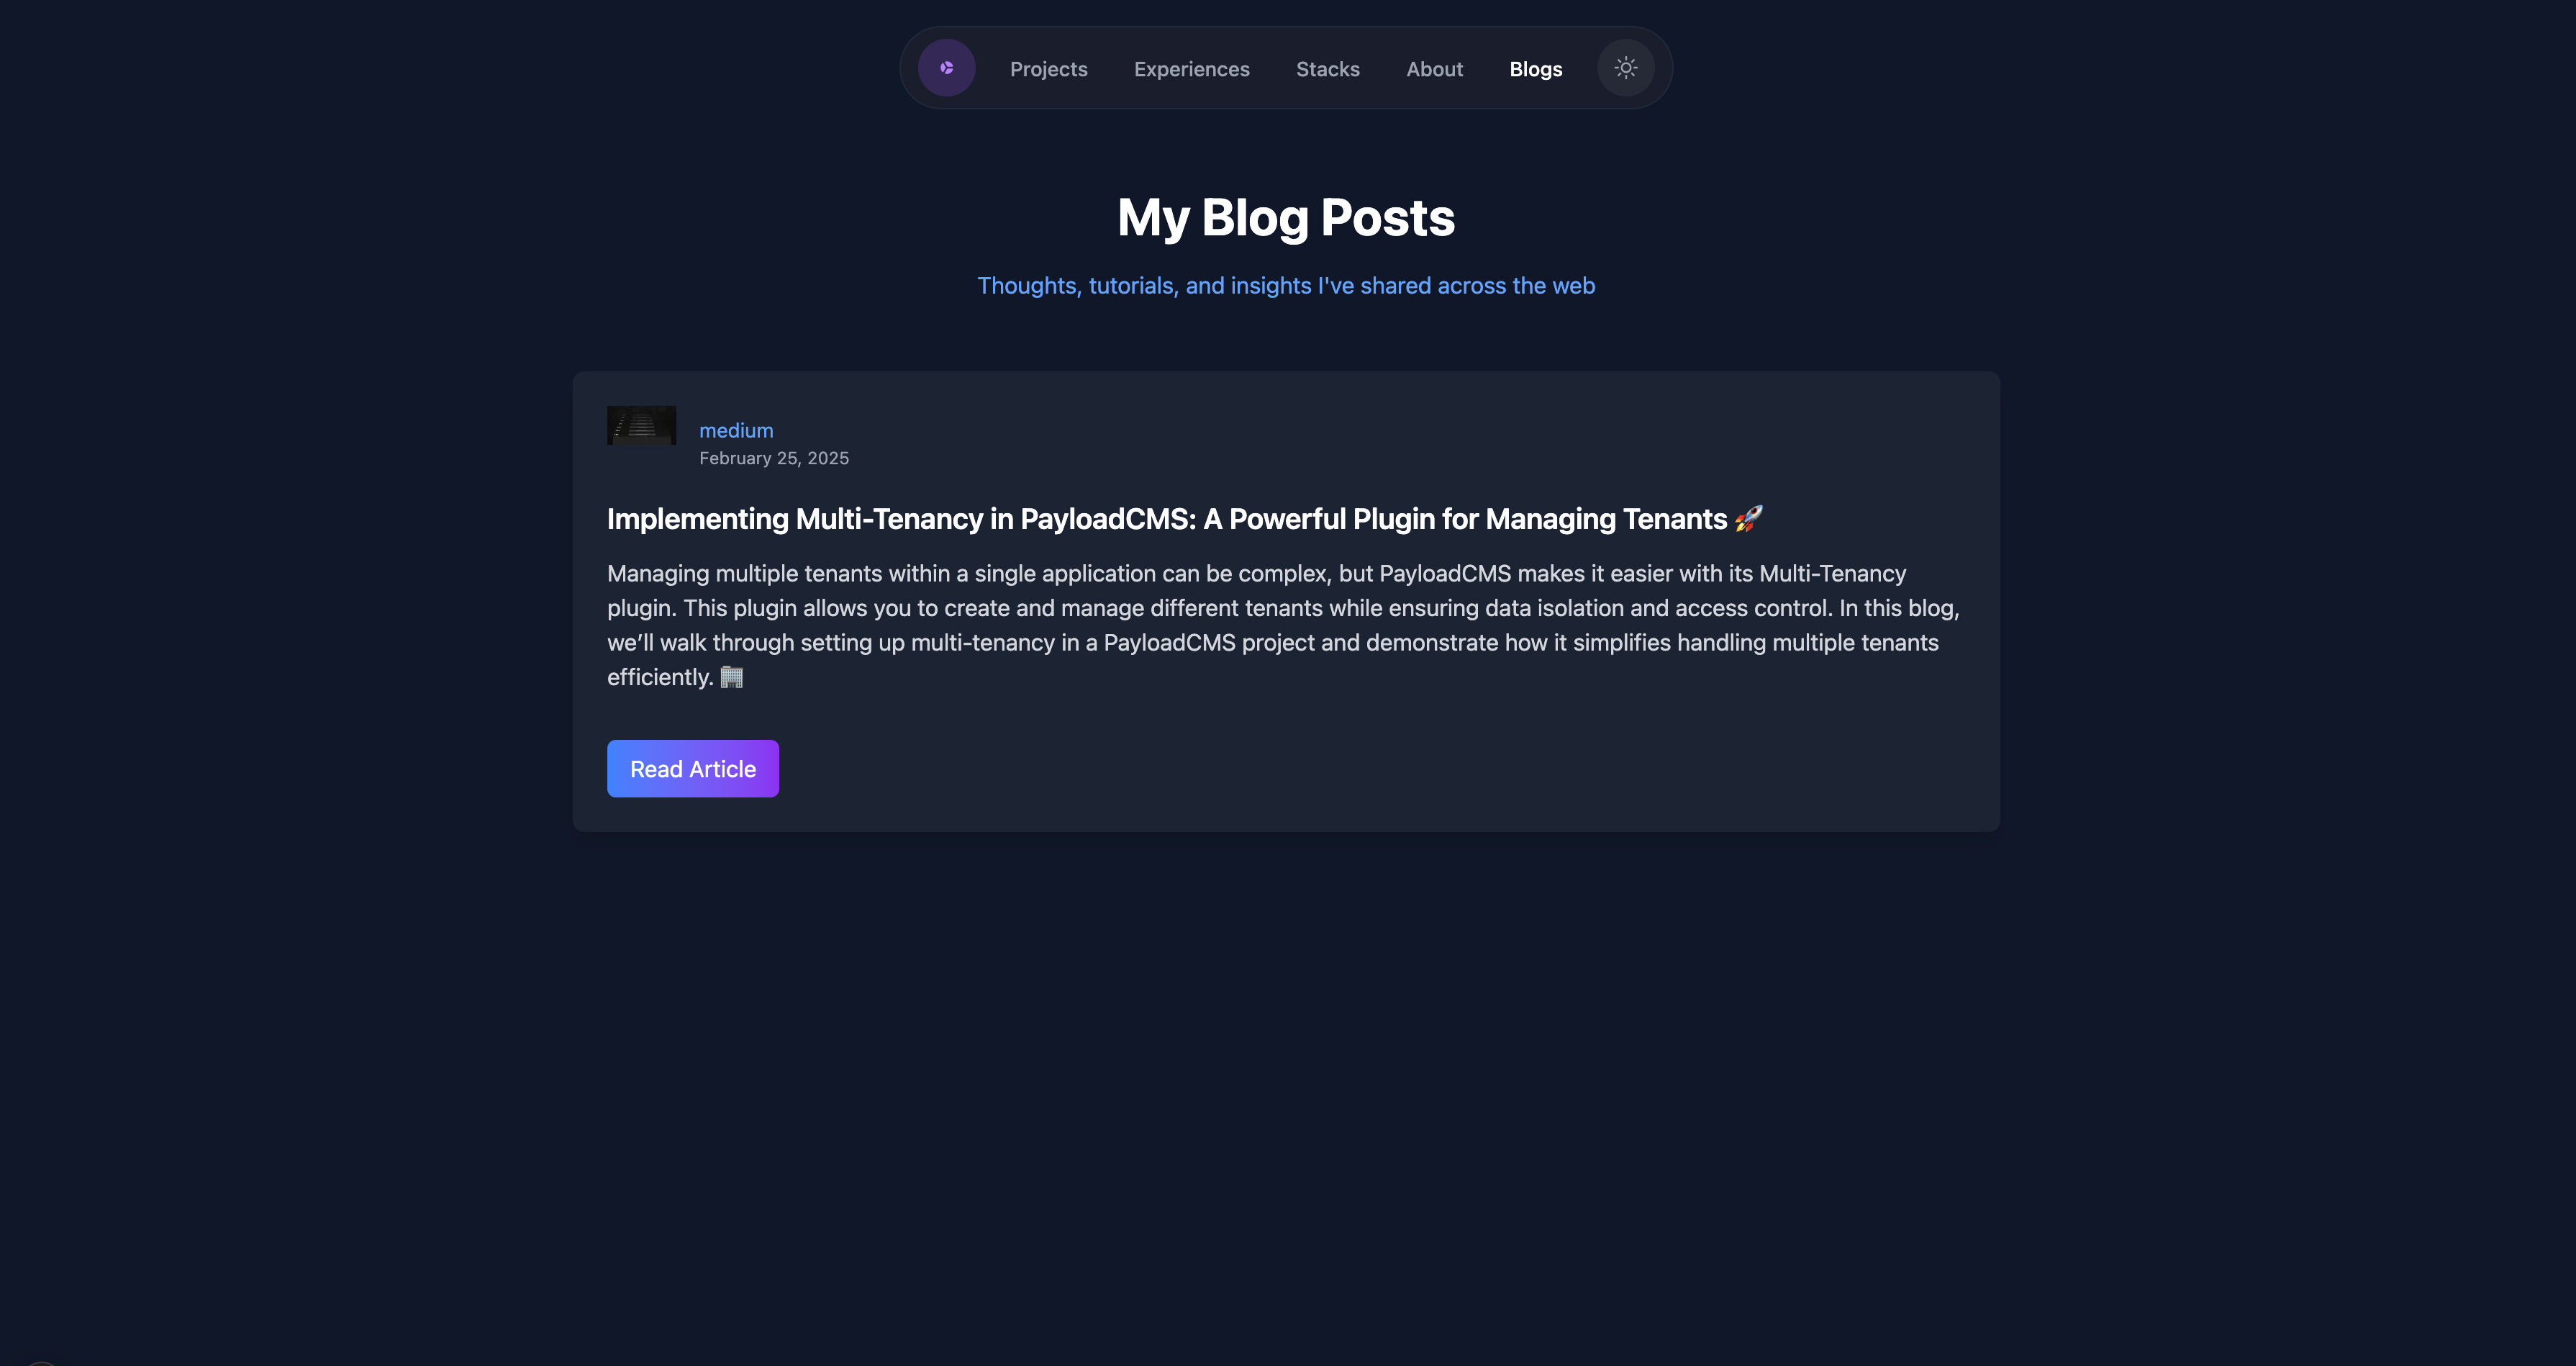 Projects Experiences Stacks About Blogs
My Blog Posts
Thoughts, tutorials, and insights I've shared across the web
medium
February 25, 2025
Implementing Multi-Tenancy in PayloadCMS: A Powerful Plugin for Managing Tenants 🚀
Managing multiple tenants within a single application can be complex, but PayloadCMS makes it easier with its Multi-Tenancy
plugin. This plugin allows you to create and manage different tenants while ensuring data isolation and access control. In this blog,
we’ll walk through setting up multi-tenancy in a PayloadCMS project and demonstrate how it simplifies handling multiple tenants
efficiently. 🏢
Read Article